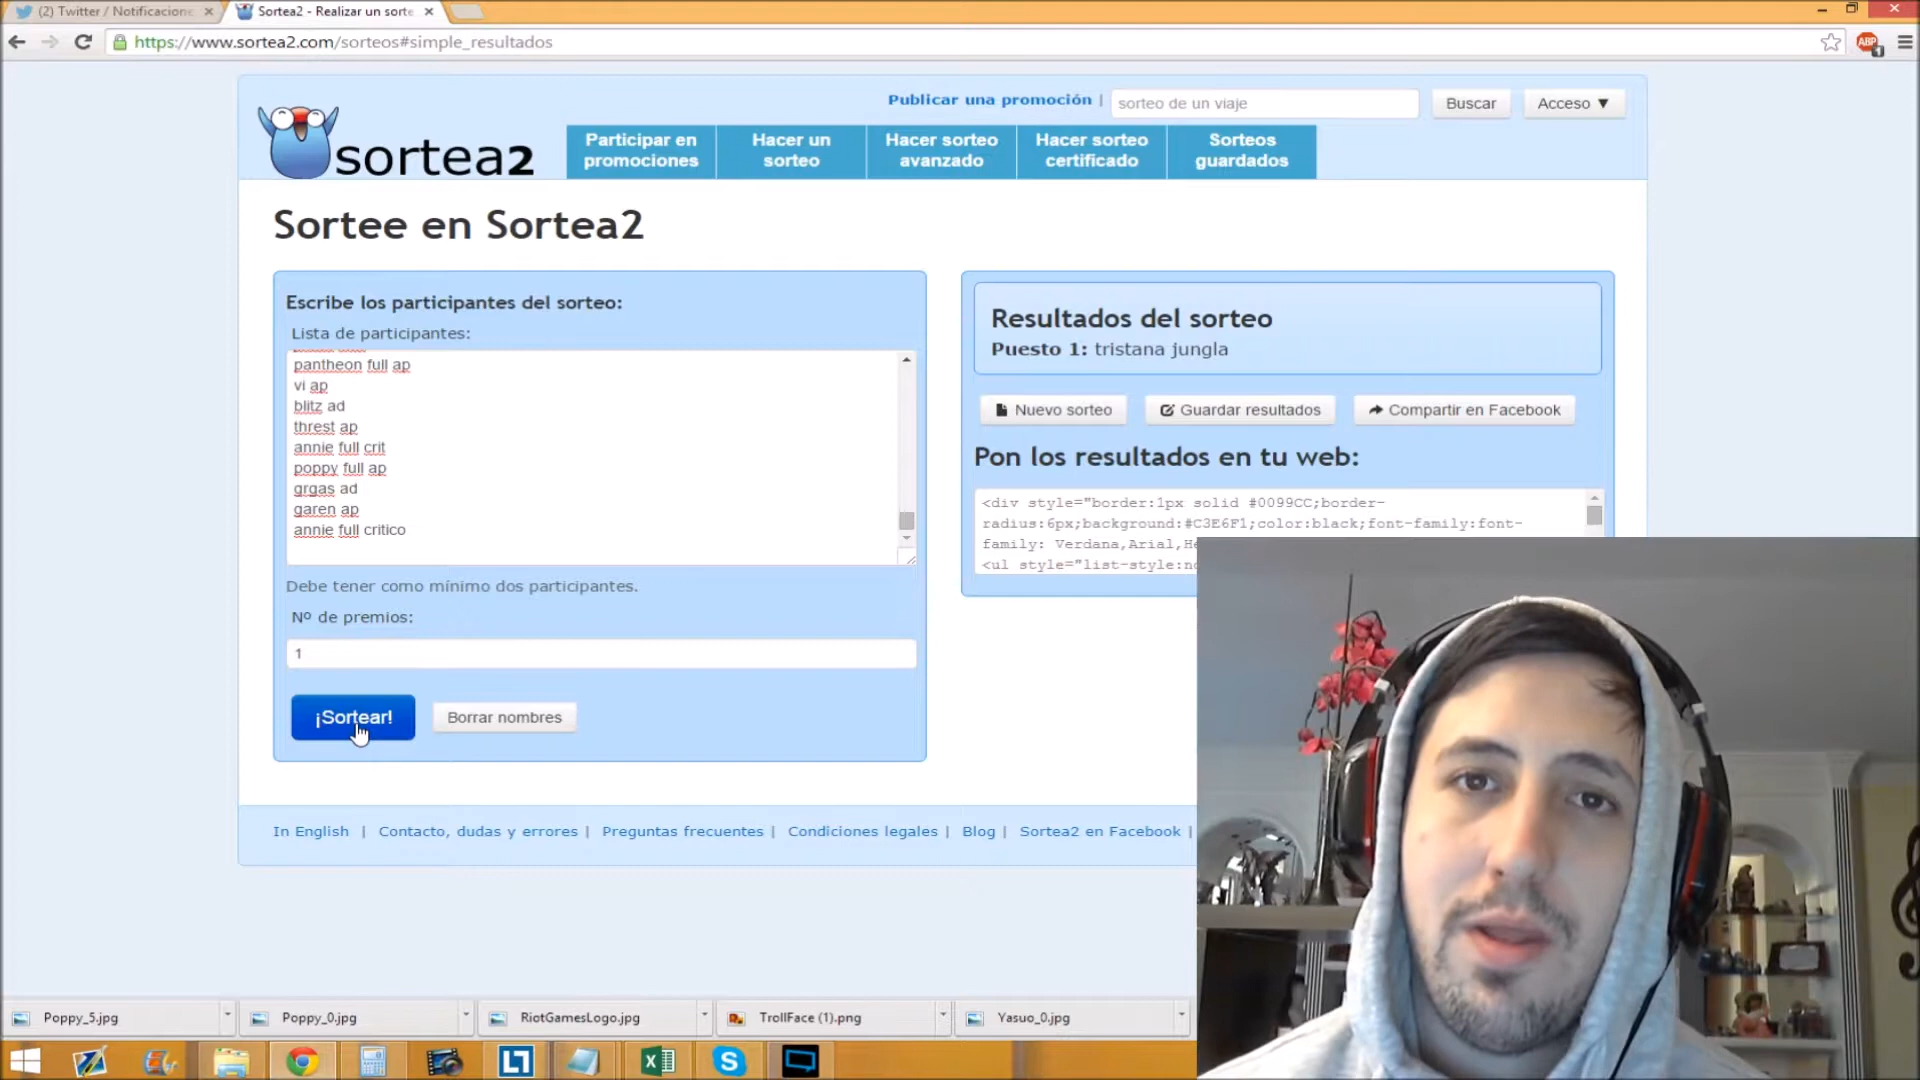 (2) Twitter / Notificacione
Sortea2 - Realizar un sorte
https://www.sortea2.com/sorteos#simple_resultados
ABP
1
Publicar una promoción |
sorteo de un viaje
Buscar
Acceso ▼
sortea2
Participar en promociones
Hacer un sorteo
Hacer sorteo avanzado
Hacer sorteo certificado
Sorteos guardados
Sortee en Sortea2
Escribe los participantes del sorteo:
Lista de participantes:
pantheon full ap
vi ap
blitz ad
threst ap
annie full crit
poppy full ap
grgas ad
garen ap
annie full critico
Debe tener como mínimo dos participantes.
Nº de premios:
1
¡Sortear!
Borrar nombres
Resultados del sorteo
Puesto 1: tristana jungla
Nuevo sorteo
Guardar resultados
Compartir en Facebook
Pon los resultados en tu web:
<div style="border:1px solid #0099CC;border-
radius:6px;background:#C3E6F1;color:black;font-family:font-
family: Verdana,Arial,He
<ul style="list-style:no
In English | Contacto, dudas y errores | Preguntas frecuentes | Condiciones legales | Blog | Sortea2 en Facebook |
Poppy_5.jpg
Poppy_0.jpg
RiotGamesLogo.jpg
TrollFace (1).png
Yasuo_0.jpg